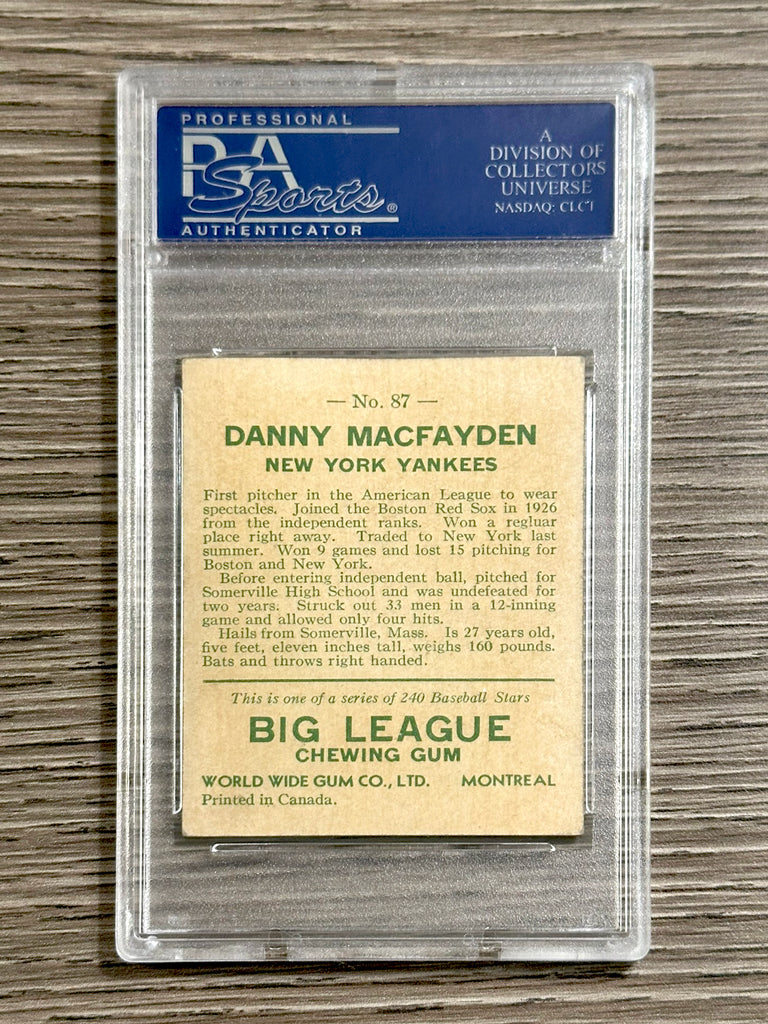 PROFESSIONAL
PSA
Sports®
AUTHENTICATOR
A
DIVISION OF
COLLECTORS
UNIVERSE
NASDAQ: CLCT
— No. 87 —
DANNY MACFAYDEN
NEW YORK YANKEES
First pitcher in the American League to wear
spectacles. Joined the Boston Red Sox in 1926
from the independent ranks. Won a regluar
place right away. Traded to New York last
summer. Won 9 games and lost 15 pitching for
Boston and New York.
Before entering independent ball, pitched for
Somerville High School and was undefeated for
two years. Struck out 33 men in a 12-inning
game and allowed only four hits.
Hails from Somerville, Mass. Is 27 years old,
five feet, eleven inches tall, weighs 160 pounds.
Bats and throws right handed.
This is one of a series of 240 Baseball Stars
BIG LEAGUE
CHEWING GUM
WORLD WIDE GUM CO., LTD. MONTREAL
Printed in Canada.